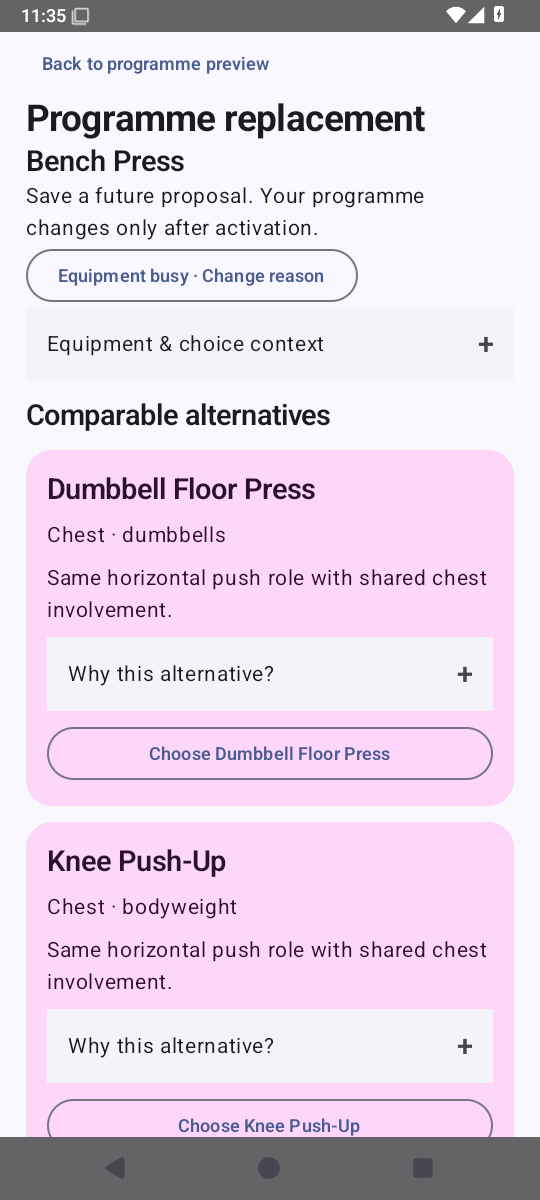 11:35
Back to programme preview
Programme replacement
Bench Press
Save a future proposal. Your programme
changes only after activation.
Equipment busy · Change reason
Equipment & choice context +
Comparable alternatives
Dumbbell Floor Press
Chest · dumbbells
Same horizontal push role with shared chest
involvement.
Why this alternative? +
Choose Dumbbell Floor Press
Knee Push-Up
Chest · bodyweight
Same horizontal push role with shared chest
involvement.
Why this alternative? +
Choose Knee Push-Up